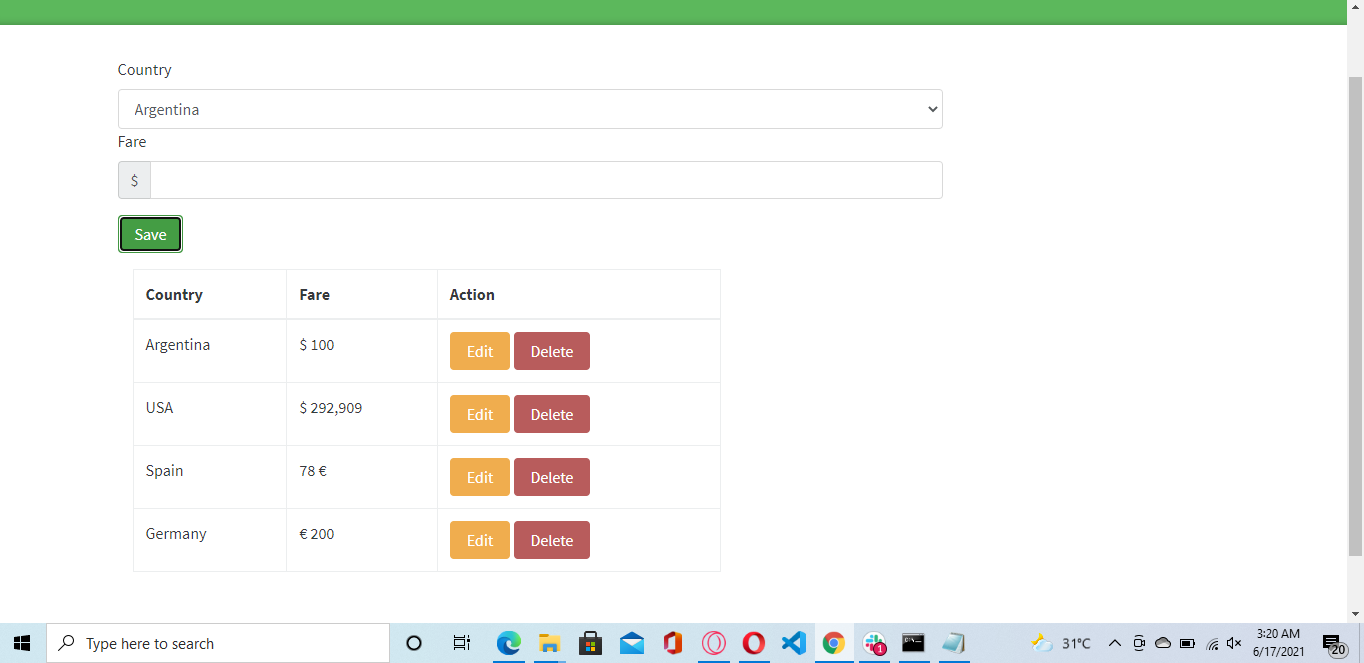 Country
Argentina
Fare
$
Save
Country Fare Action
Argentina $ 100 Edit Delete
USA $ 292,909 Edit Delete
Spain 78 € Edit Delete
Germany € 200 Edit Delete
Type here to search
1
31°C
3:20 AM
6/17/2021
20